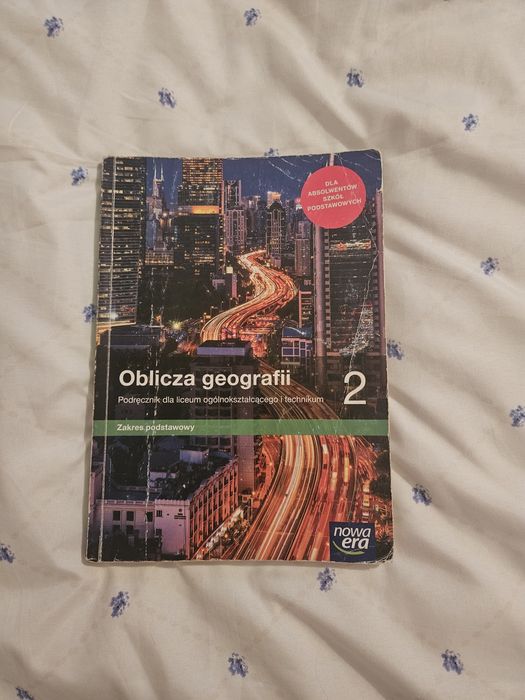 DLA
ABSOLWENTÓW
SZKÓŁ
PODSTAWOWYCH
Oblicza geografii 2
Podręcznik dla liceum ogólnokształcącego i technikum
Zakres podstawowy
nowa
era